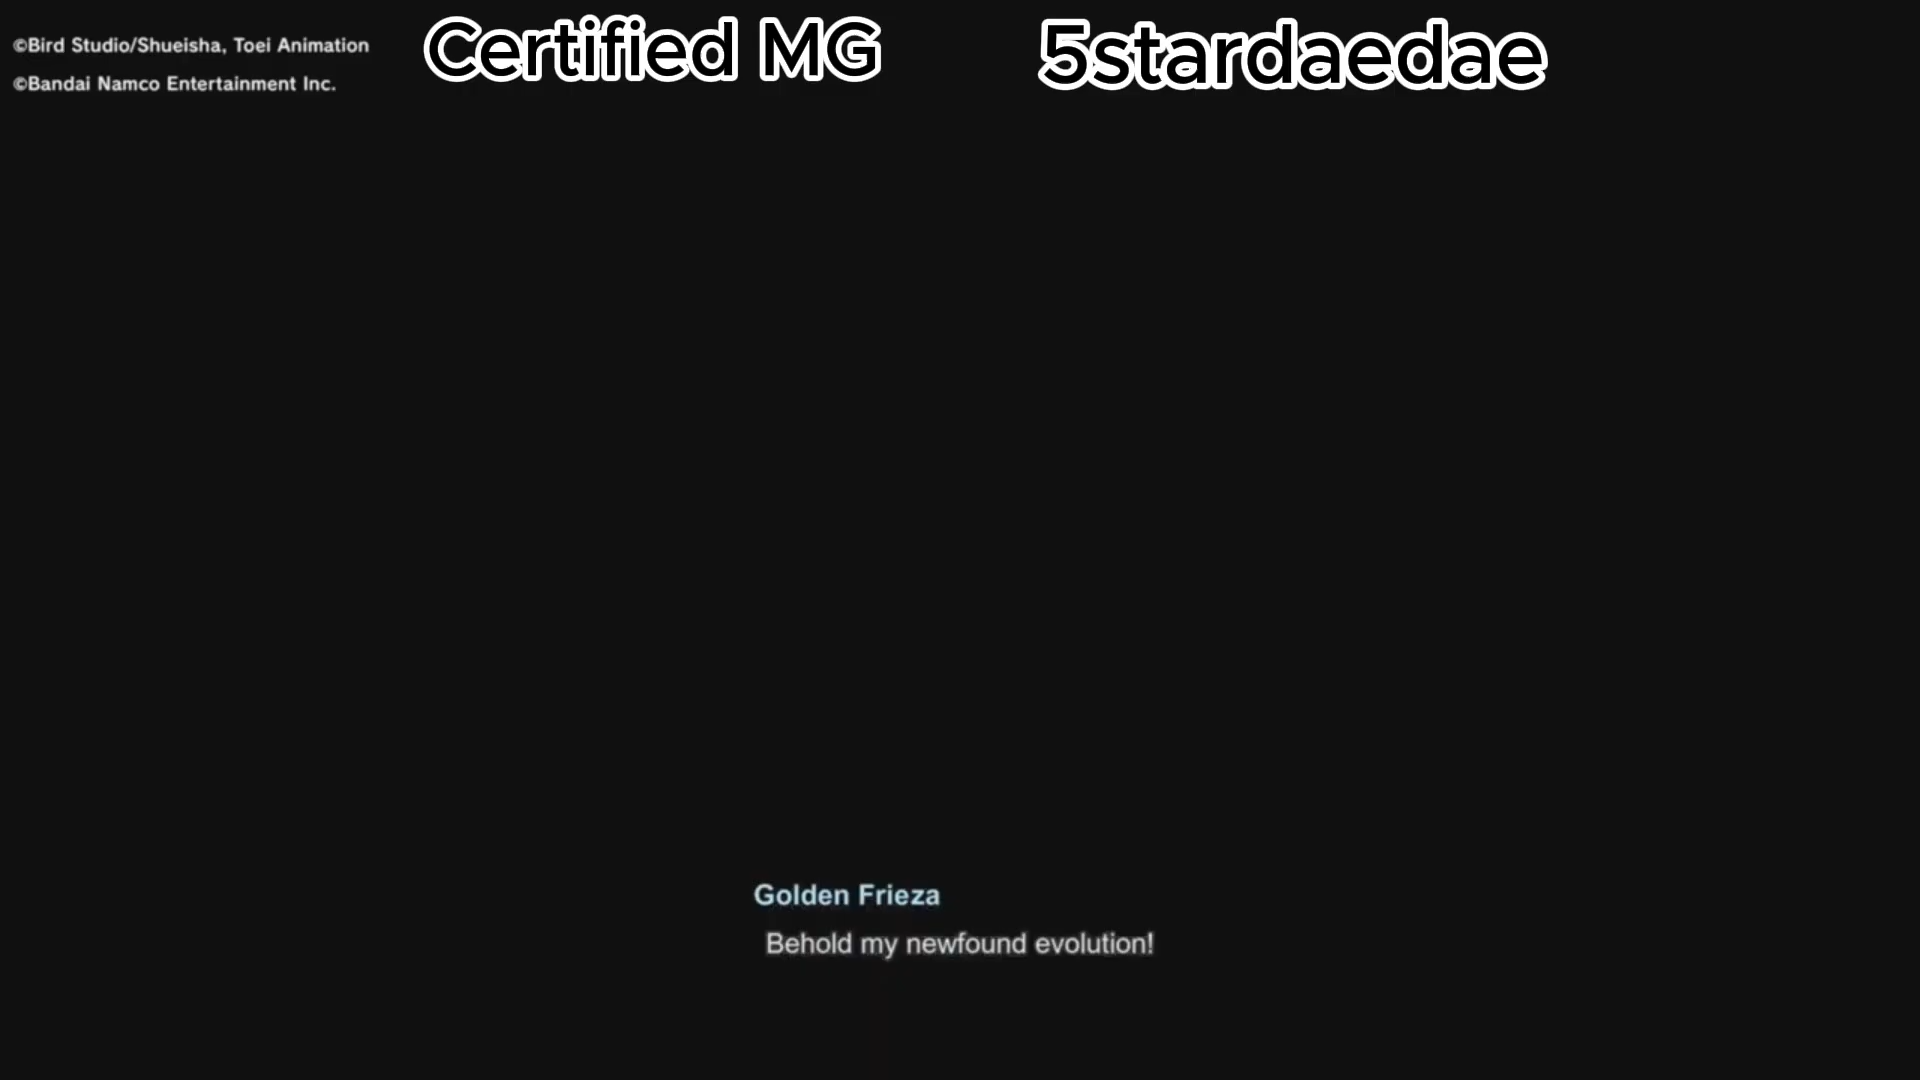 ©Bird Studio/Shueisha, Toei Animation
©Bandai Namco Entertainment Inc.
Certified MG
5stardaedae
Golden Frieza
Behold my newfound evolution!